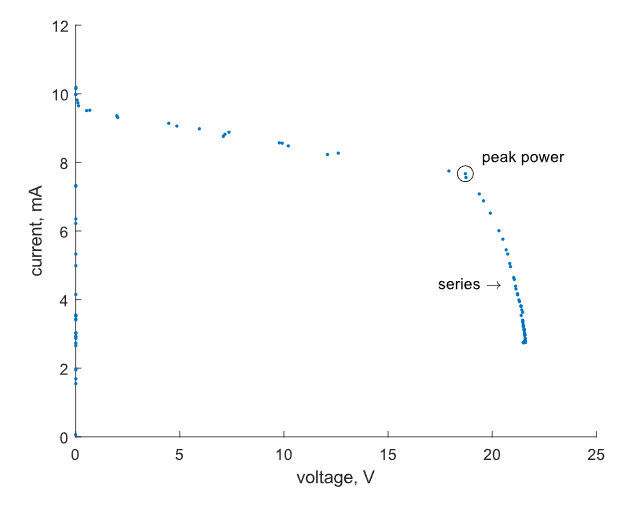 12
10
8
6
4
2
0
current, mA
peak power
series →
0 5 10 15 20 25
voltage, V